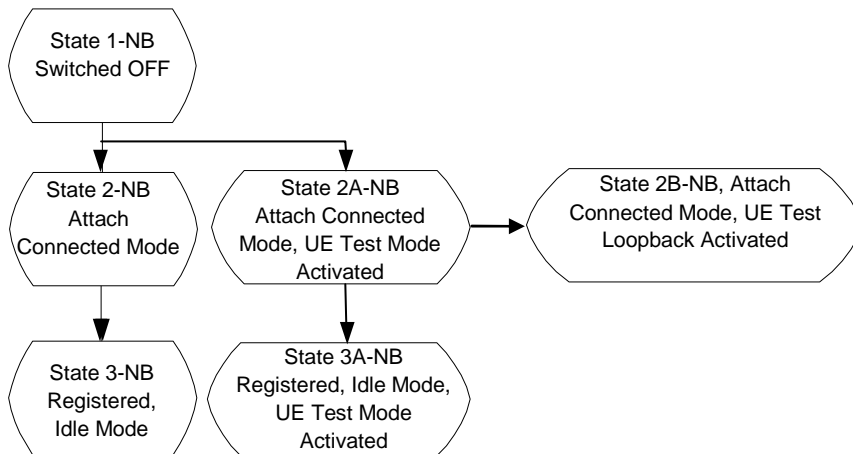 State 1-NB
Switched OFF
State 2-NB
Attach
Connected Mode
State 2A-NB
Attach Connected
Mode, UE Test Mode
Activated
State 2B-NB, Attach
Connected Mode, UE Test
Loopback Activated
State 3-NB
Registered,
Idle Mode
State 3A-NB
Registered, Idle Mode,
UE Test Mode
Activated